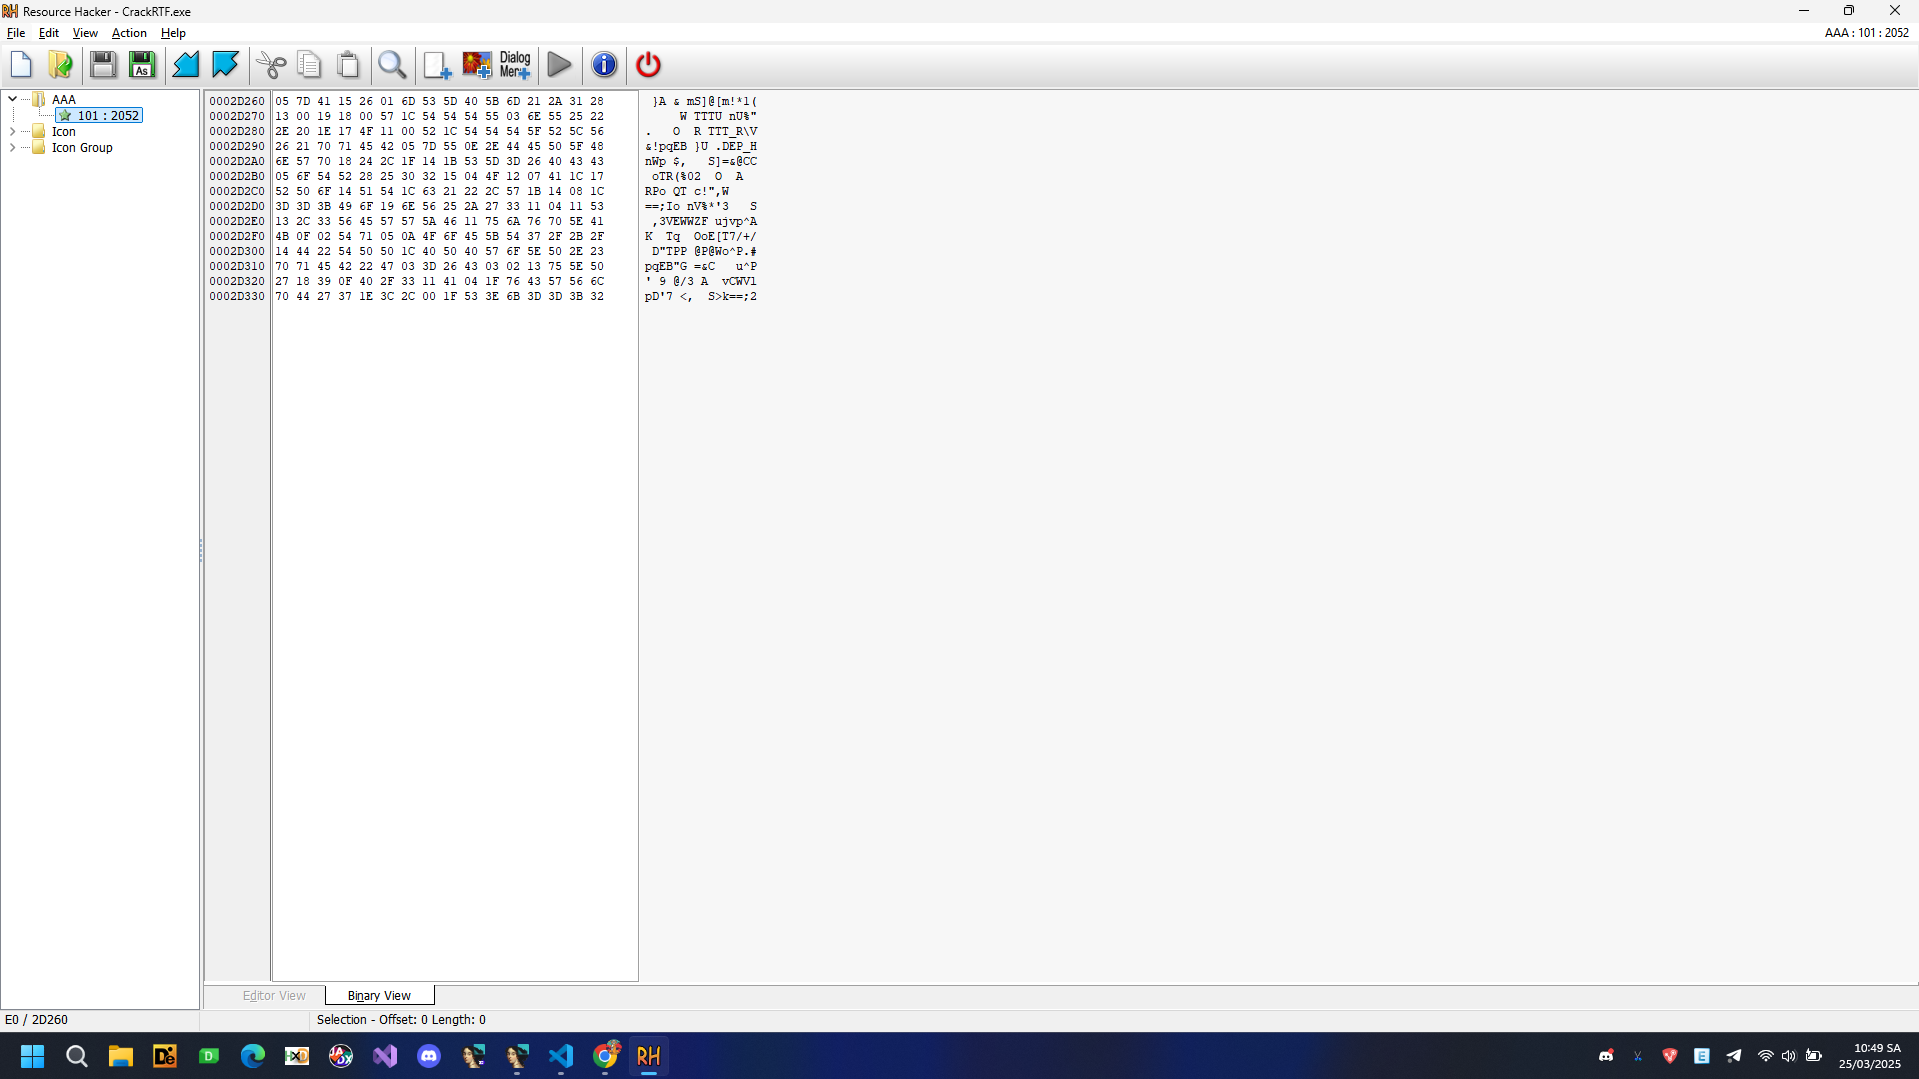 Resource Hacker - CrackRTF.exe
File Edit View Action Help
AAA : 101 : 2052
As
Dialog
Menu
AAA
101 : 2052
Icon
Icon Group
0002D260 05 7D 41 15 26 01 6D 53 5D 40 5B 6D 21 2A 31 28 }A & mS]@[m!*1(
0002D270 13 00 19 18 00 57 1C 54 54 54 55 03 6E 55 25 22 W TTTU nU%"
0002D280 2E 20 1E 17 4F 11 00 52 1C 54 54 54 5F 52 5C 56 . O R TTT_R\V
0002D290 26 21 70 71 45 42 05 7D 55 0E 2E 44 45 50 5F 48 &!pqEB }U .DEP_H
0002D2A0 6E 57 70 18 24 2C 1F 14 1B 53 5D 3D 26 40 43 43 nWp $, S]=&@CC
0002D2B0 05 6F 54 52 28 25 30 32 15 04 4F 12 07 41 1C 17 oTR(%02 O A
0002D2C0 52 50 6F 14 51 54 1C 63 21 22 2C 57 1B 14 08 1C RPo QT c!",W
0002D2D0 3D 3D 3B 49 6F 19 6E 56 25 2A 27 33 11 04 11 53 ==;Io nV%*'3 S
0002D2E0 13 2C 33 56 45 57 57 5A 46 11 75 6A 76 70 5E 41 ,3VEWWZF ujvp^A
0002D2F0 4B 0F 02 54 71 05 0A 4F 6F 45 5B 54 37 2F 2B 2F K Tq OoE[T7/+/
0002D300 14 44 22 54 50 50 1C 40 50 40 57 6F 5E 50 2E 23 D"TPP @P@Wo^P.#
0002D310 70 71 45 42 22 47 03 3D 26 43 03 02 13 75 5E 50 pqEB"G =&C u^P
0002D320 27 18 39 0F 40 2F 33 11 41 04 1F 76 43 57 56 6C ' 9 @/3 A vCWVl
0002D330 70 44 27 37 1E 3C 2C 00 1F 53 3E 6B 3D 3D 3B 32 pD'7 <, S>k==;2
Editor View Binary View
E0 / 2D260 Selection - Offset: 0 Length: 0
10:49 SA
25/03/2025